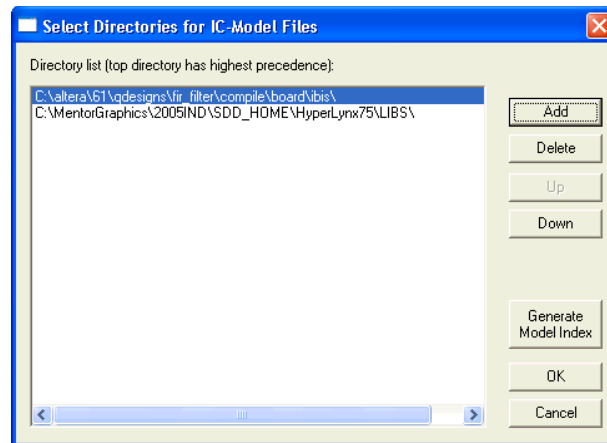 Select Directories for IC-Model Files
Directory list (top directory has highest precedence):
C:\altera\61\qdesigns\fir_filter\compile\board\ibis\
C:\MentorGraphics\2005IND\SDD_HOME\HyperLynx75\LIBS\
Add
Delete
Up
Down
Generate
Model Index
OK
Cancel